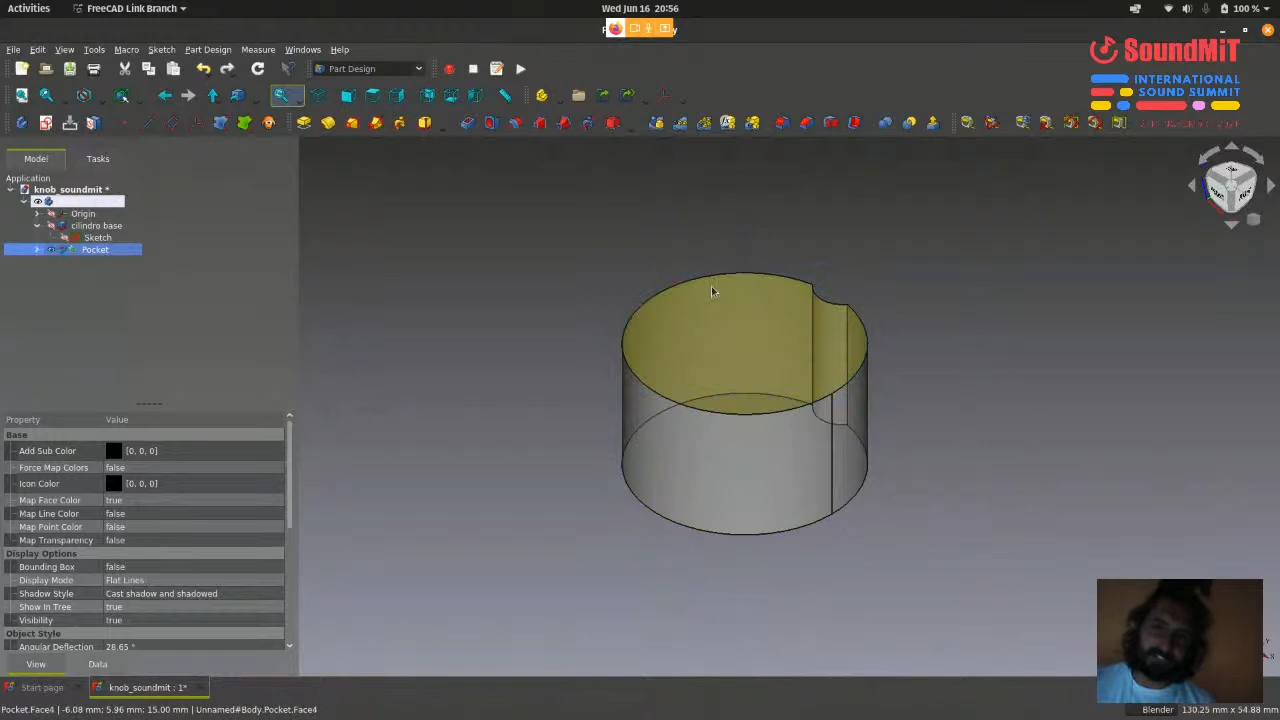 Activities
FreeCAD Link Branch
Wed Jun 16 20:56
100 %
SoundMiT
INTERNATIONAL
SOUND SUMMIT
File Edit View Tools Macro Sketch Part Design Measure Windows Help
Part Design
Model Tasks
Application
knob_soundmit *
Origin
cilindro base
Sketch
Pocket
Property Value
Base
Add Sub Color [0, 0, 0]
Force Map Colors false
Icon Color [0, 0, 0]
Map Face Color true
Map Line Color false
Map Point Color false
Map Transparency false
Display Options
Bounding Box false
Display Mode Flat Lines
Shadow Style Cast shadow and shadowed
Show In Tree true
Visibility true
Object Style
Angular Deflection 28.65 °
View Data
Start page
knob_soundmit : 1*
Pocket.Face4 | -6.08 mm; 5.96 mm; 15.00 mm | Unnamed#Body.Pocket.Face4
Blender 130.25 mm x 54.88 mm